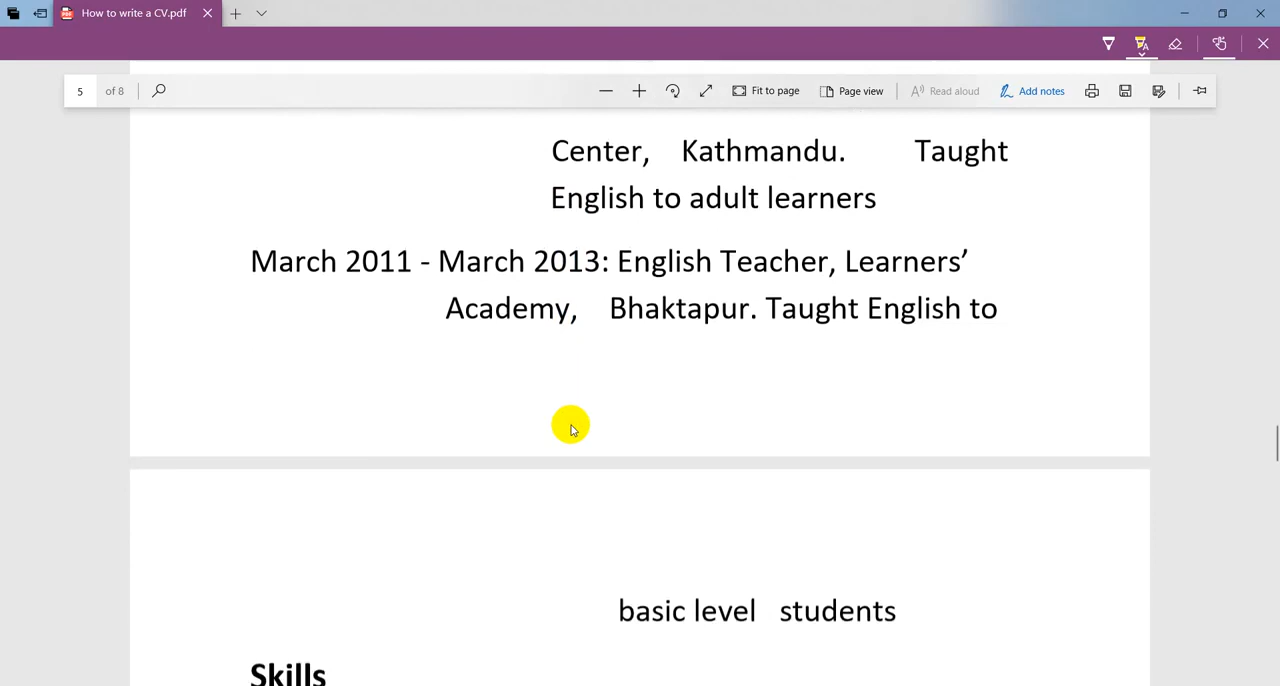 How to write a CV.pdf
5 of 8 Fit to page Page view Read aloud Add notes
Center, Kathmandu. Taught
English to adult learners
March 2011 - March 2013: English Teacher, Learners’
Academy, Bhaktapur. Taught English to
basic level students
Skills